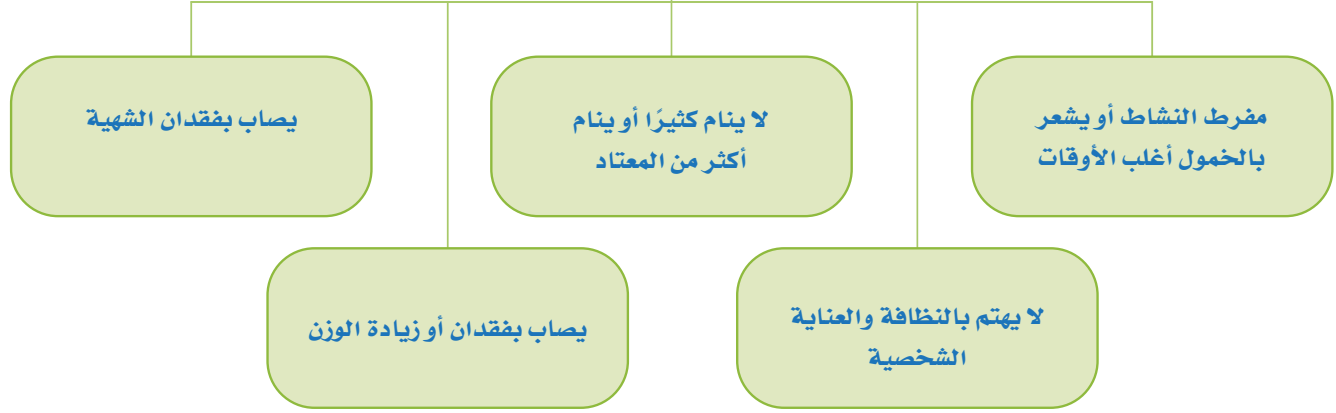 مفرط النشاط أو يشعر
بالخمول أغلب الأوقات
لا ينام كثيرًا أو ينام
أكثر من المعتاد
يصاب بفقدان الشهية
لا يهتم بالنظافة والعناية
الشخصية
يصاب بفقدان أو زيادة الوزن